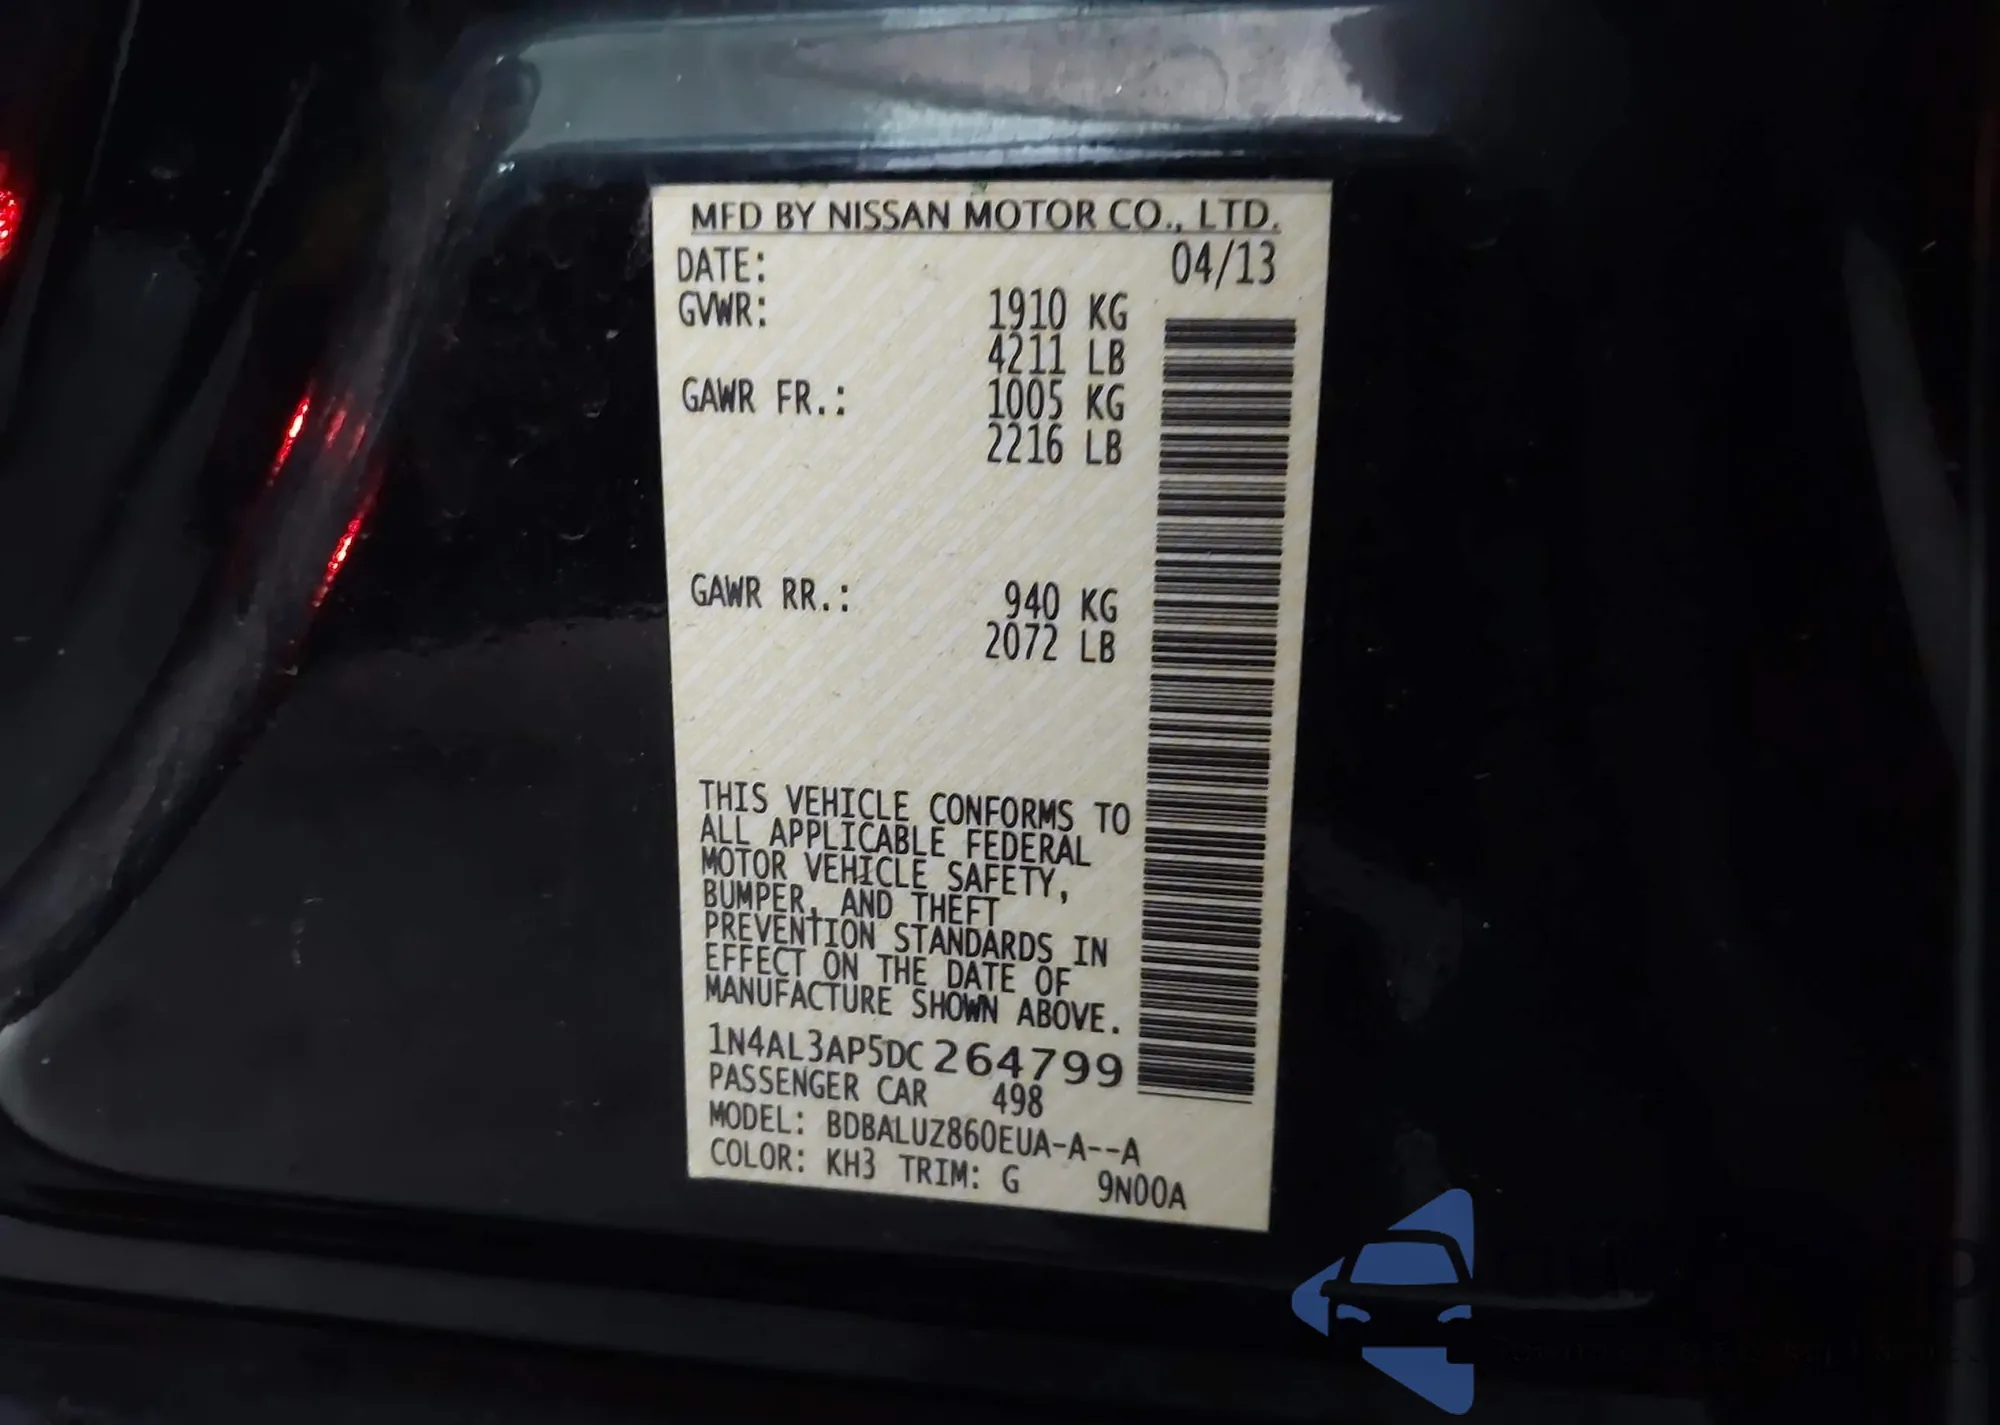 MFD BY NISSAN MOTOR CO., LTD.
DATE: 04/13
GVWR: 1910 KG
4211 LB
GAWR FR.: 1005 KG
2216 LB
GAWR RR.: 940 KG
2072 LB
THIS VEHICLE CONFORMS TO
ALL APPLICABLE FEDERAL
MOTOR VEHICLE SAFETY,
BUMPER, AND THEFT
PREVENTION STANDARDS IN
EFFECT ON THE DATE OF
MANUFACTURE SHOWN ABOVE.
1N4AL3AP5DC264799
PASSENGER CAR 498
MODEL: BDBALUZ860EUA-A--A
COLOR: KH3 TRIM: G 9N00A